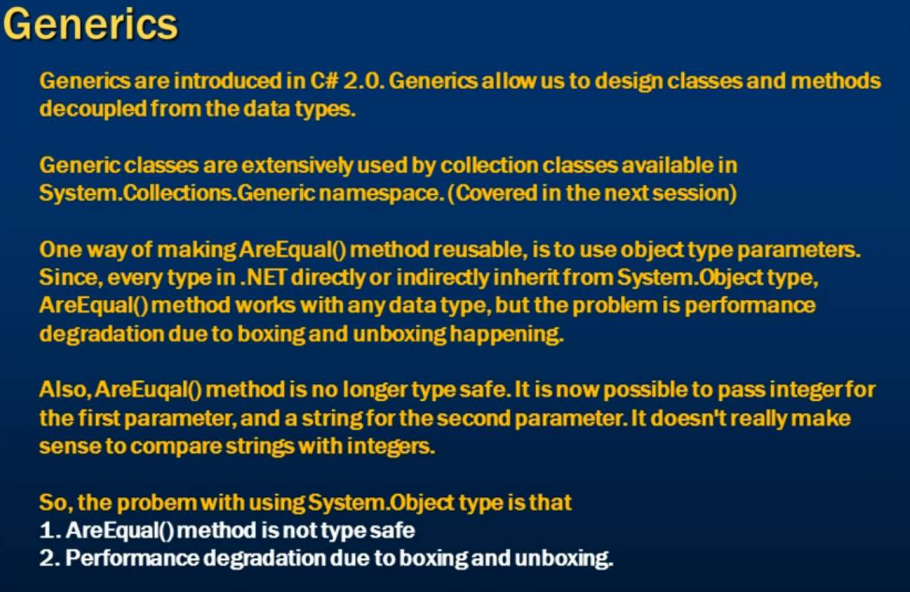 Generics
Generics are introduced in C# 2.0. Generics allow us to design classes and methods
decoupled from the data types.
Generic classes are extensively used by collection classes available in
System.Collections.Generic namespace. (Covered in the next session)
One way of making AreEqual() method reusable, is to use object type parameters.
Since, every type in .NET directly or indirectly inherit from System.Object type,
AreEqual() method works with any data type, but the problem is performance
degradation due to boxing and unboxing happening.
Also, AreEuqal() method is no longer type safe. It is now possible to pass integer for
the first parameter, and a string for the second parameter. It doesn't really make
sense to compare strings with integers.
So, the probem with using System.Object type is that
1. AreEqual() method is not type safe
2. Performance degradation due to boxing and unboxing.